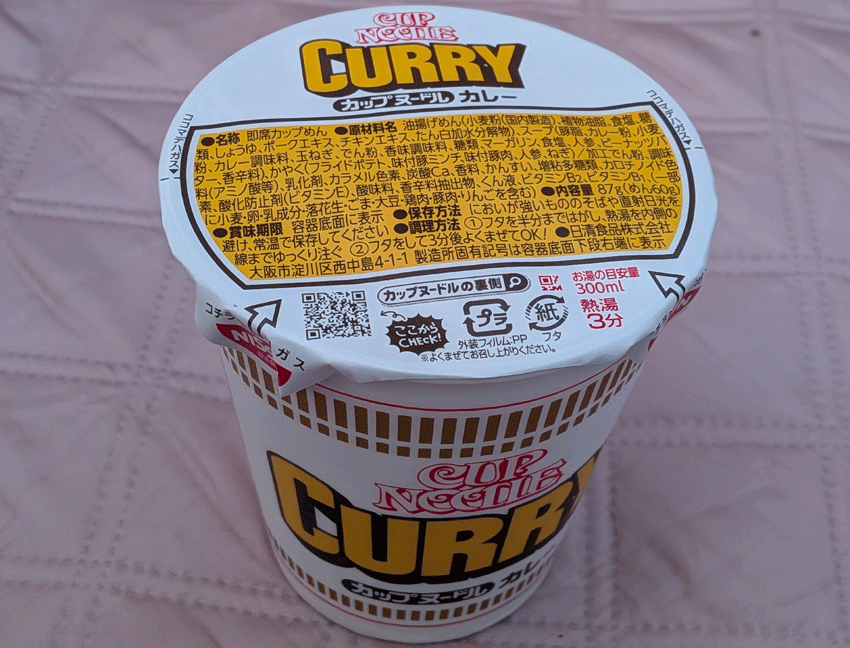 CUP
NOODLE
CURRY
カップヌードル カレー
●名称 即席カップめん ●原材料名 油揚げめん(小麦粉(国内製造)、植物油脂、食塩、糖
類、しょうゆ、ポークエキス、チキンエキス、たん白加水分解物)、スープ(豚脂、カレー粉、小麦
粉、カレー調味料、玉ねぎ、でん粉、香味調味料、糖類、マーガリン、食塩、人参、ピーナッツバ
ター、香辛料)、かやく(フライドポテト、味付豚ミンチ、味付豚肉、人参、ねぎ)/加工でん粉、調味
料(アミノ酸等)、乳化剤、カラメル色素、炭酸Ca、香料、かんすい、増粘多糖類、カロチノイド色
素、酸化防止剤(ビタミンE)、酸味料、香辛料抽出物、くん液、ビタミンB2、ビタミンB1、(一部
に小麦・卵・乳成分・落花生・ごま・大豆・鶏肉・豚肉・りんごを含む) ●内容量 87g(めん60g)
●賞味期限 容器底面に表示 ●保存方法 においが強いもののそばや直射日光を
避け、常温で保存してください ●調理方法 ①フタを半分まではがし、熱湯を内側の
線までゆっくり注ぐ ②フタをして3分後よくまぜてOK! ●日清食品株式会社
大阪市淀川区西中島4-1-1 製造所固有記号は容器底面下段右端に表示
ココマデハガス
カップヌードルの裏側
ここから
CHECK!
プラ
外装フィルム:PP
紙
フタ
お湯の目安量
300ml
熱湯
3分
※よくまぜてお召し上がりください。
CUP
NOODLE
CURRY
カップヌードル カレー